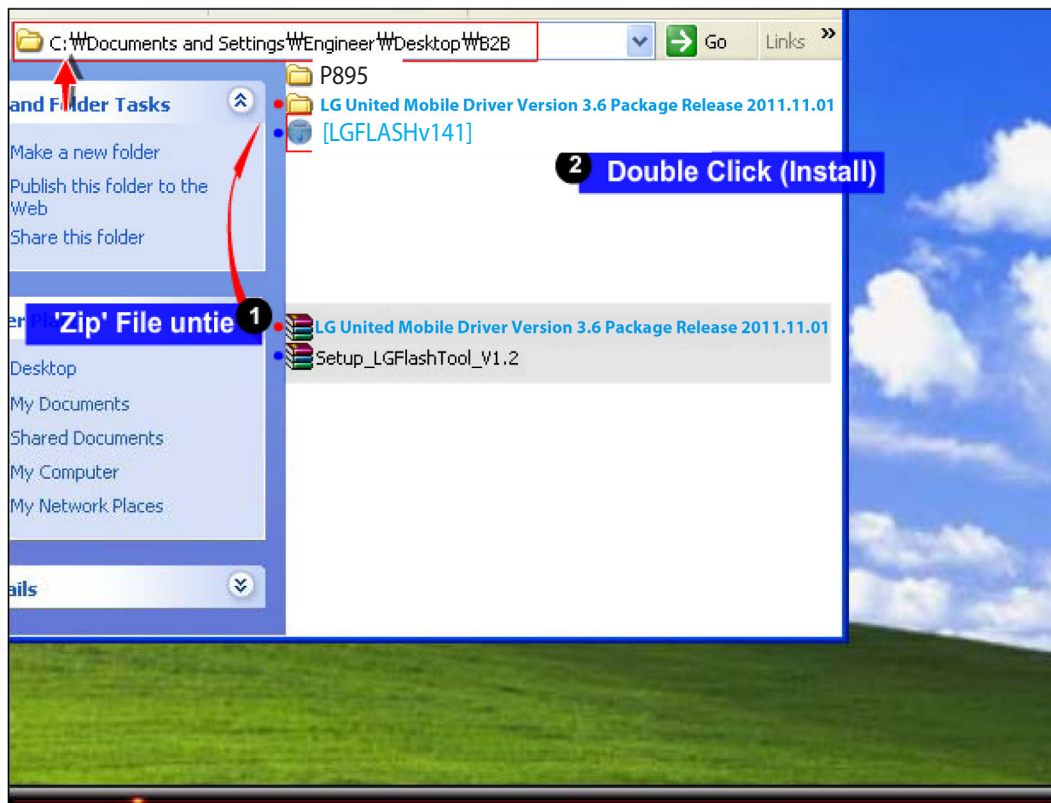 C:₩Documents and Settings₩Engineer₩Desktop₩B2B
Go
Links »
P895
and Folder Tasks
LG United Mobile Driver Version 3.6 Package Release 2011.11.01
[LGFLASHv141]
Make a new folder
2 Double Click (Install)
Publish this folder to the
Web
Share this folder
er
'Zip' File untie 1
LG United Mobile Driver Version 3.6 Package Release 2011.11.01
Setup_LGFlashTool_V1.2
Desktop
My Documents
Shared Documents
My Computer
My Network Places
ails